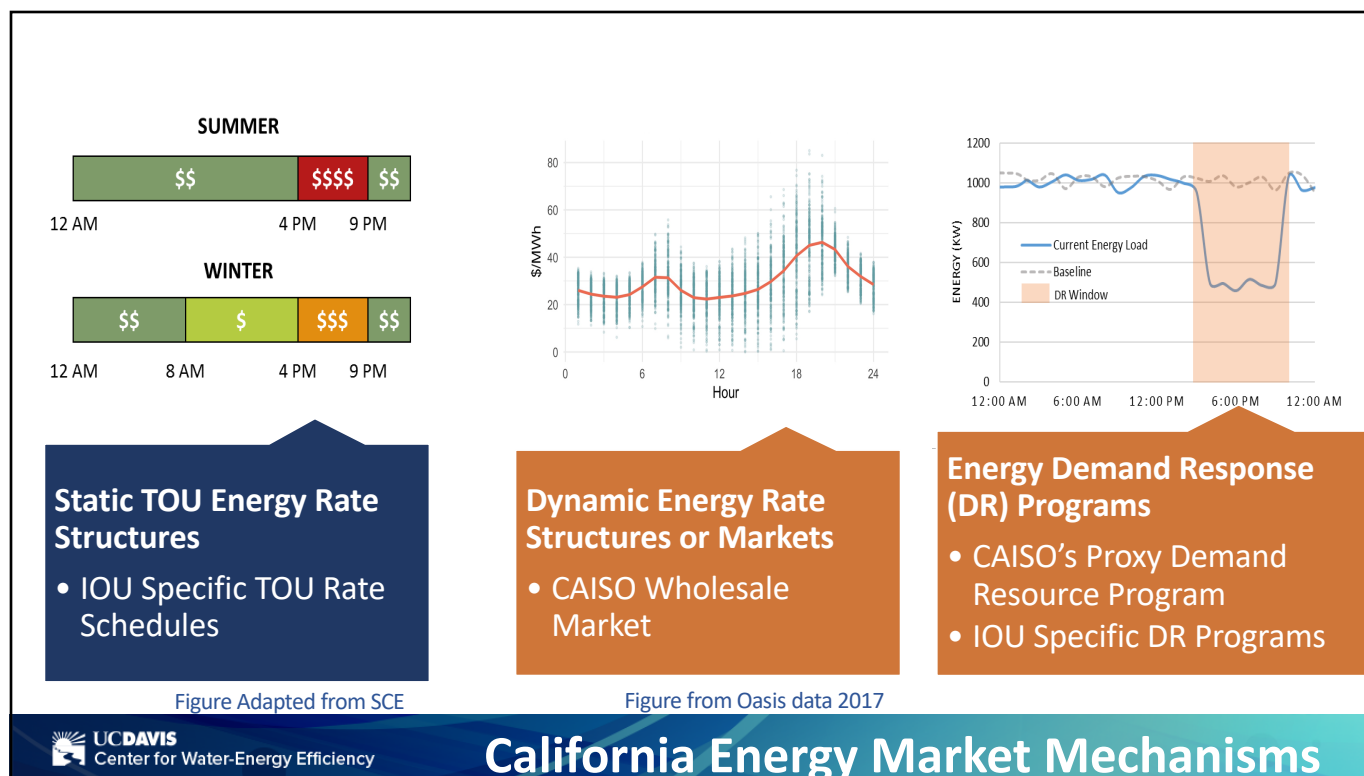 SUMMER
$$ $$$$ $$
12 AM 4 PM 9 PM
WINTER
$$ $ $$$ $$
12 AM 8 AM 4 PM 9 PM
80
60
40
20
0
$/MWh
0 6 12 18 24
Hour
1200
1000
800
600
400
200
0
ENERGY (KW)
Current Energy Load
Baseline
DR Window
12:00 AM 6:00 AM 12:00 PM 6:00 PM 12:00 AM
Static TOU Energy Rate
Structures
• IOU Specific TOU Rate
Schedules
Figure Adapted from SCE
Dynamic Energy Rate
Structures or Markets
• CAISO Wholesale
Market
Figure from Oasis data 2017
Energy Demand Response
(DR) Programs
• CAISO’s Proxy Demand
Resource Program
• IOU Specific DR Programs
UCDAVIS
Center for Water-Energy Efficiency
California Energy Market Mechanisms